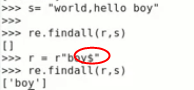 >>> s= "world,hello boy"
>>>
>>> re.findall(r,s)
[]
>>> r = r"boy$"
>>> re.findall(r,s)
['boy']